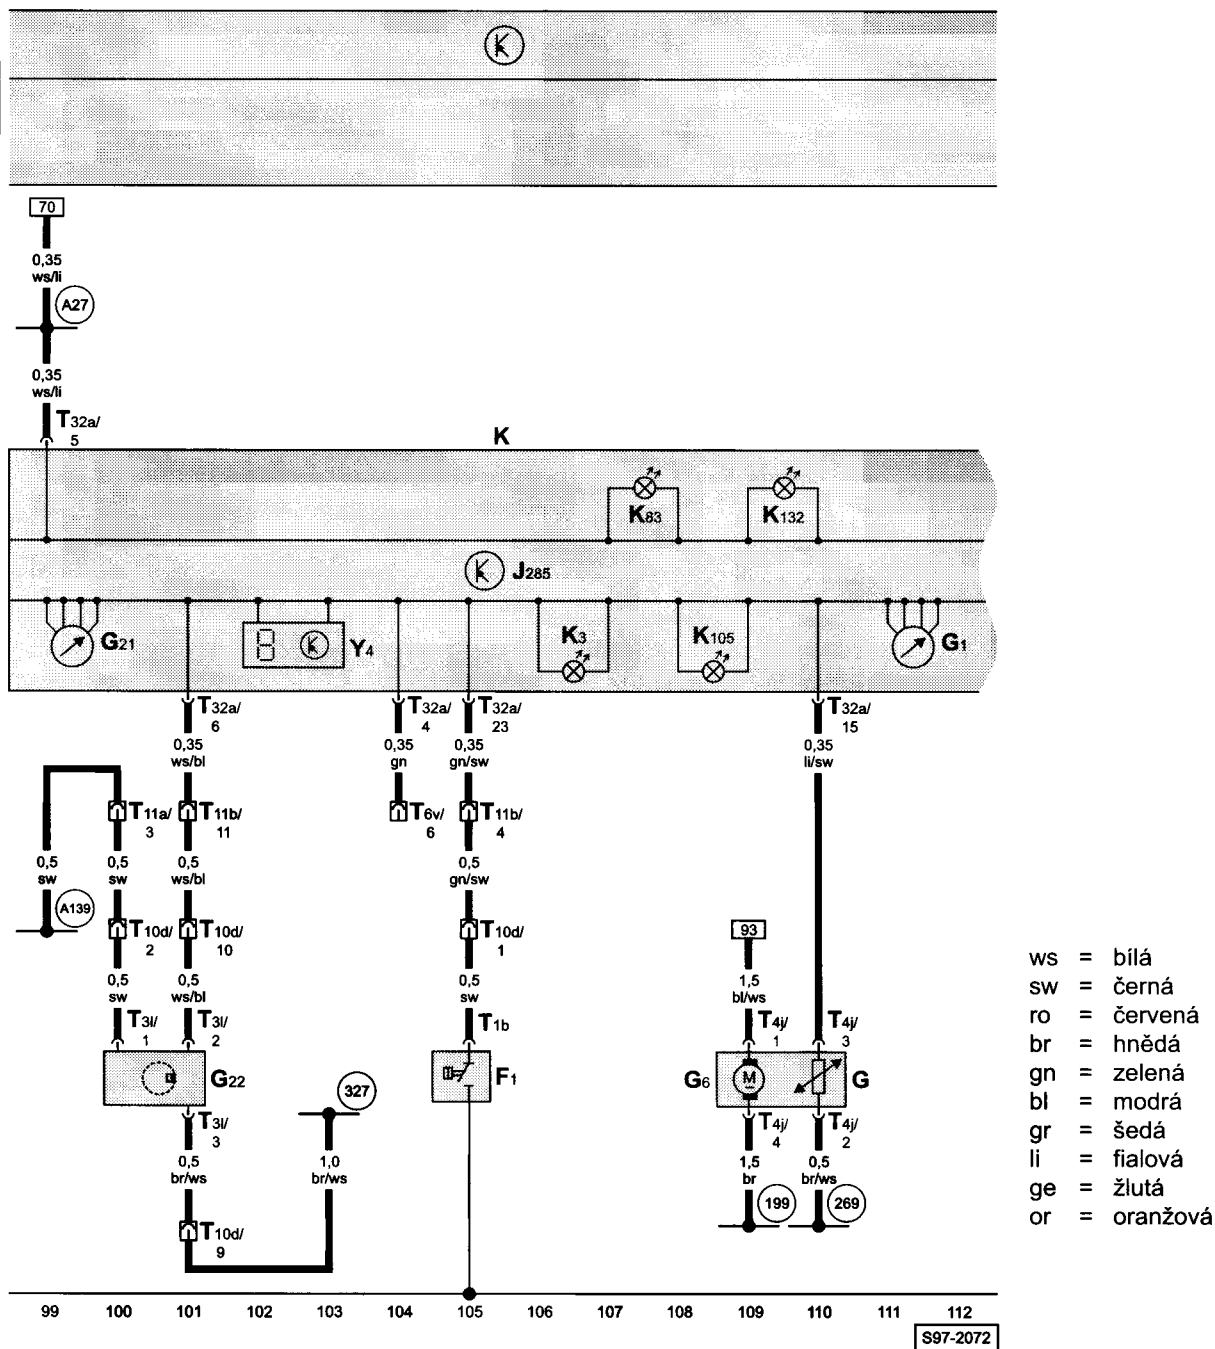 70
0,35
ws/li
A27
0,35
ws/li
T32a/
5
K
K83
K132
J285
G21
Y4
K3
K105
G1
T32a/
6
T32a/
4
T32a/
23
T32a/
15
0,35
ws/bl
0,35
gn
0,35
gn/sw
0,35
li/sw
T11a/
3
T11b/
11
T6v/
6
T11b/
4
0,5
sw
0,5
sw
0,5
ws/bl
0,5
gn/sw
A139
T10d/
2
T10d/
10
T10d/
1
93
0,5
sw
0,5
ws/bl
0,5
sw
1,5
bl/ws
T3l/
1
T3l/
2
T1b
T4j/
1
T4j/
3
G22
F1
G6
M
G
327
T3l/
3
T4j/
4
T4j/
2
0,5
br/ws
1,0
br/ws
1,5
br
0,5
br/ws
199
269
T10d/
9
99 100 101 102 103 104 105 106 107 108 109 110 111 112
S97-2072
ws = bílá
sw = černá
ro = červená
br = hnědá
gn = zelená
bl = modrá
gr = šedá
li = fialová
ge = žlutá
or = oranžová